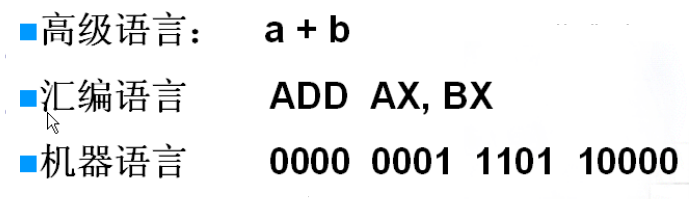 ■高级语言： a + b
■汇编语言 ADD AX, BX
■机器语言 0000 0001 1101 10000